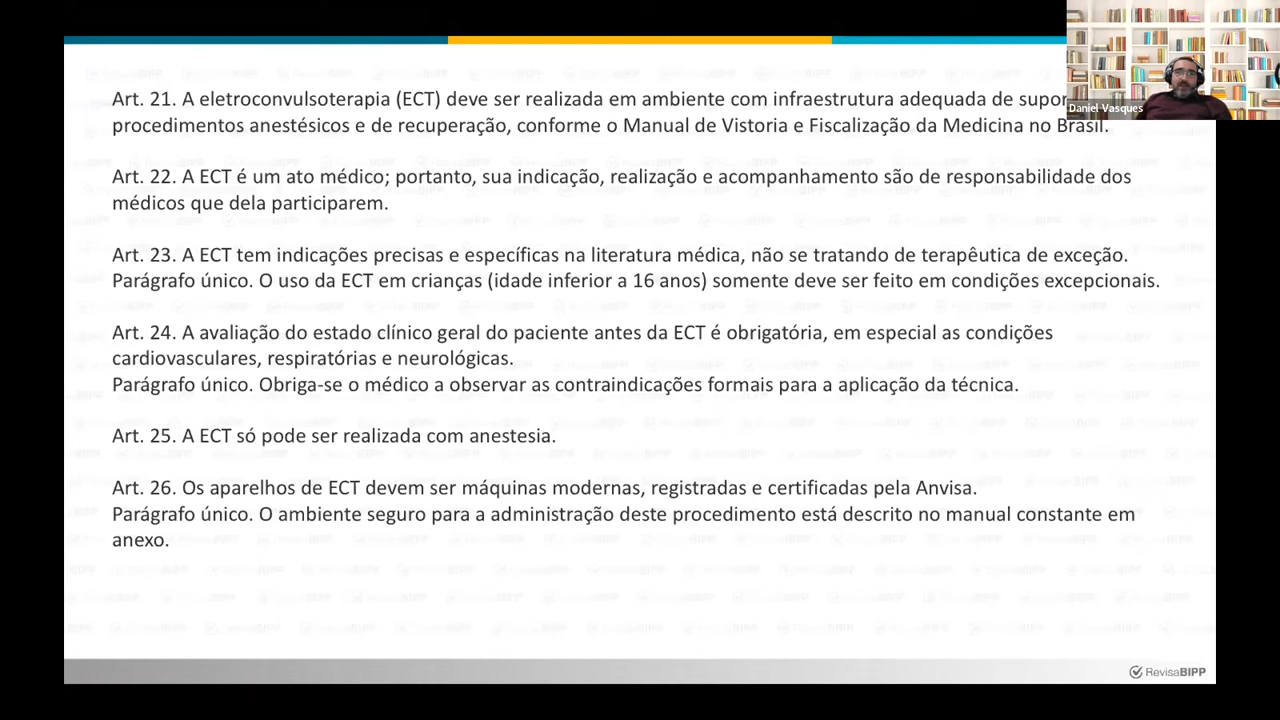 Art. 21. A eletroconvulsoterapia (ECT) deve ser realizada em ambiente com infraestrutura adequada de
procedimentos anestésicos e de recuperação, conforme o Manual de Vistoria e Fiscalização da Medicina no Brasil.
Art. 22. A ECT é um ato médico; portanto, sua indicação, realização e acompanhamento são de responsabilidade dos
médicos que dela participarem.
Art. 23. A ECT tem indicações precisas e específicas na literatura médica, não se tratando de terapêutica de exceção.
Parágrafo único. O uso da ECT em crianças (idade inferior a 16 anos) somente deve ser feito em condições excepcionais.
Art. 24. A avaliação do estado clínico geral do paciente antes da ECT é obrigatória, em especial as condições
cardiovasculares, respiratórias e neurológicas.
Parágrafo único. Obriga-se o médico a observar as contraindicações formais para a aplicação da técnica.
Art. 25. A ECT só pode ser realizada com anestesia.
Art. 26. Os aparelhos de ECT devem ser máquinas modernas, registradas e certificadas pela Anvisa.
Parágrafo único. O ambiente seguro para a administração deste procedimento está descrito no manual constante em
anexo.
Daniel Vasques
RevisaBIPP